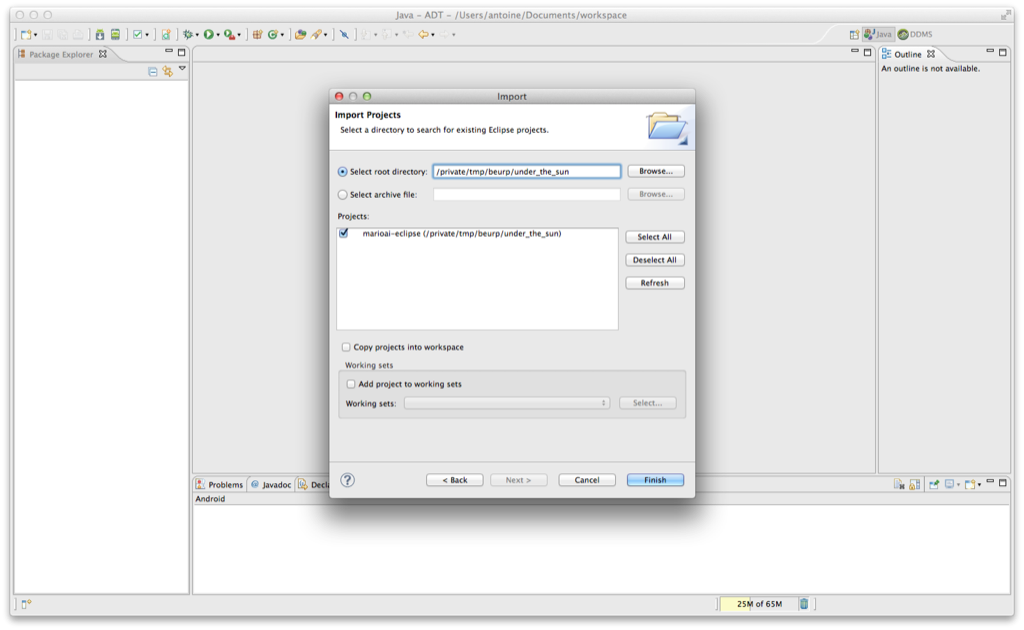 Java - ADT - /Users/antoine/Documents/workspace
Java
DDMS
Package Explorer
Outline
An outline is not available.
Import
Import Projects
Select a directory to search for existing Eclipse projects.
Select root directory: /private/tmp/beurp/under_the_sun Browse...
Select archive file: Browse...
Projects:
marioai-eclipse (/private/tmp/beurp/under_the_sun)
Select All
Deselect All
Refresh
Copy projects into workspace
Working sets
Add project to working sets
Working sets: Select...
? < Back Next > Cancel Finish
Problems @ Javadoc Decla
Android
25M of 65M